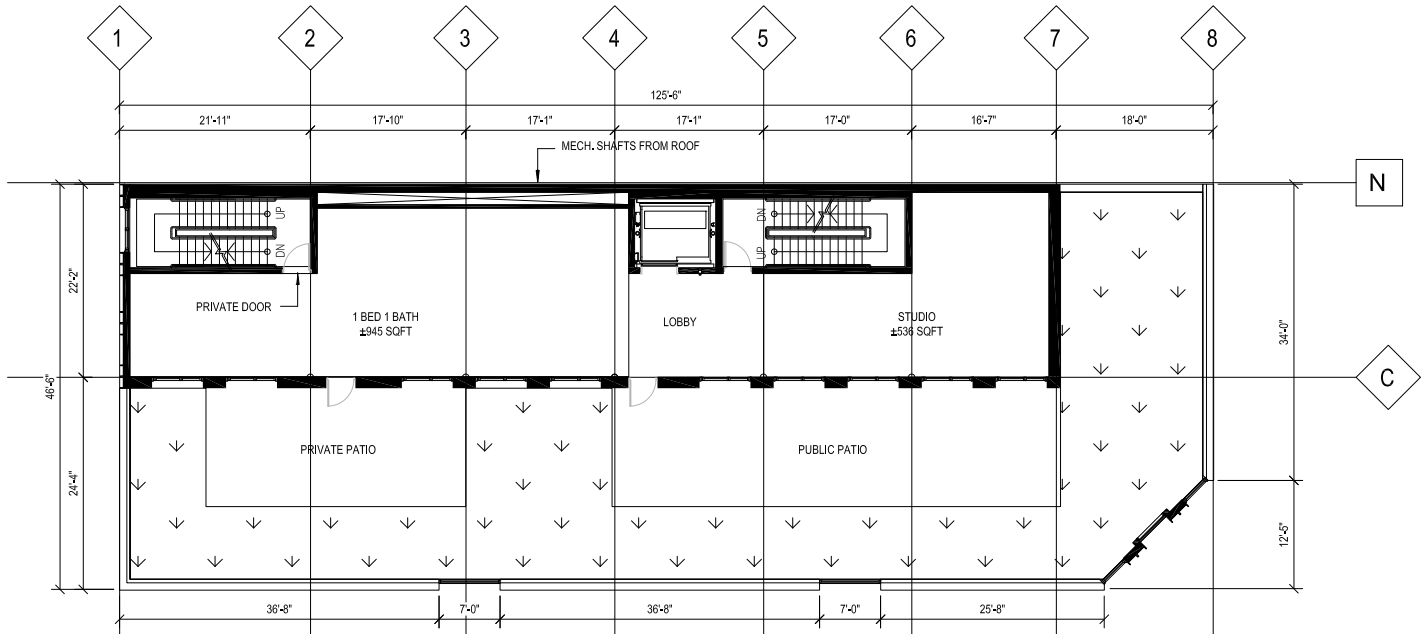 1 2 3 4 5 6 7 8
125'-6"
21'-11" 17'-10" 17'-1" 17'-1" 17'-0" 16'-7" 18'-0"
MECH. SHAFTS FROM ROOF
N
UP
DN
DN
UP
22'-2"
PRIVATE DOOR
1 BED 1 BATH
±945 SQFT
LOBBY
STUDIO
±536 SQFT
34'-0"
46'-6"
C
PRIVATE PATIO
PUBLIC PATIO
24'-4"
12'-5"
36'-8" 7'-0" 36'-8" 7'-0" 25'-8"